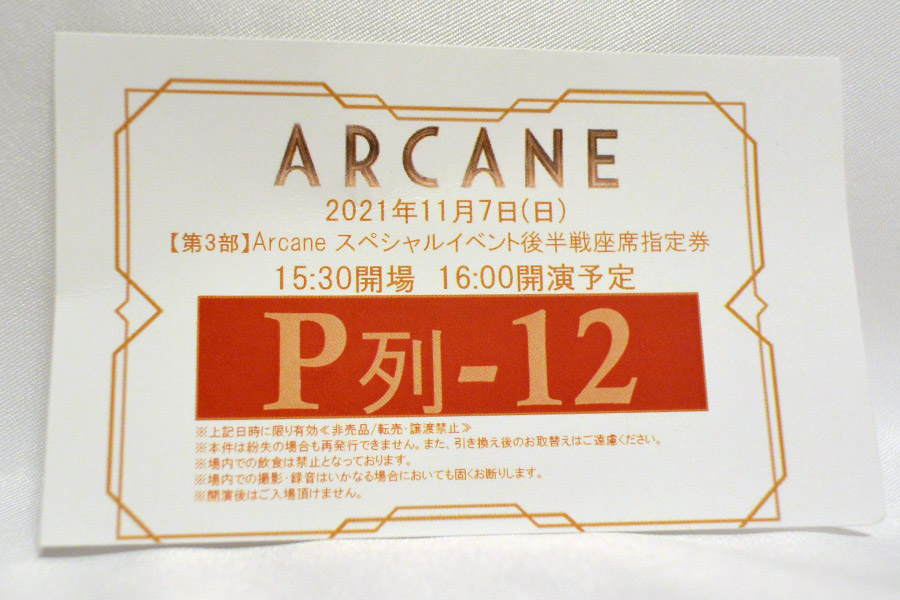 ARCANE
2021年11月7日(日)
【第3部】Arcane スペシャルイベント後半戦座席指定券
15:30開場 16:00開演予定
P列-12
※上記日時に限り有効≪非売品/転売・譲渡禁止≫
※本件は紛失の場合も再発行できません。また、引き換え後のお取替えはご遠慮ください。
※場内での飲食は禁止となっております。
※場内での撮影・録音はいかなる場合においても固くお断りします。
※開演後はご入場頂けません。